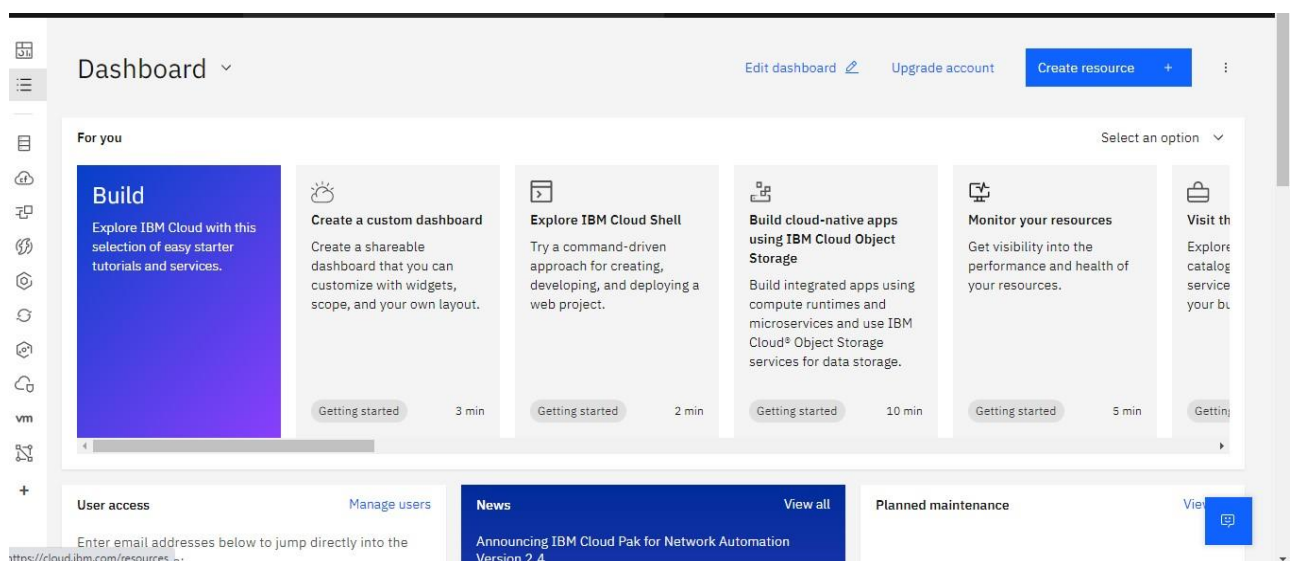 Dashboard
Edit dashboard
Upgrade account
Create resource +
For you
Select an option
Build
Explore IBM Cloud with this
selection of easy starter
tutorials and services.
Create a custom dashboard
Create a shareable
dashboard that you can
customize with widgets,
scope, and your own layout.
Getting started
3 min
Explore IBM Cloud Shell
Try a command-driven
approach for creating,
developing, and deploying a
web project.
Getting started
2 min
Build cloud-native apps
using IBM Cloud Object
Storage
Build integrated apps using
compute runtimes and
microservices and use IBM
Cloud® Object Storage
services for data storage.
Getting started
10 min
Monitor your resources
Get visibility into the
performance and health of
your resources.
Getting started
5 min
Visit
Explore
catalog
service
your
vm
User access
Manage users
Enter email addresses below to jump directly into the
News
View all
Announcing IBM Cloud Pak for Network Automation
Version 2.4
Planned maintenance
https://cloud.ibm.com/resources